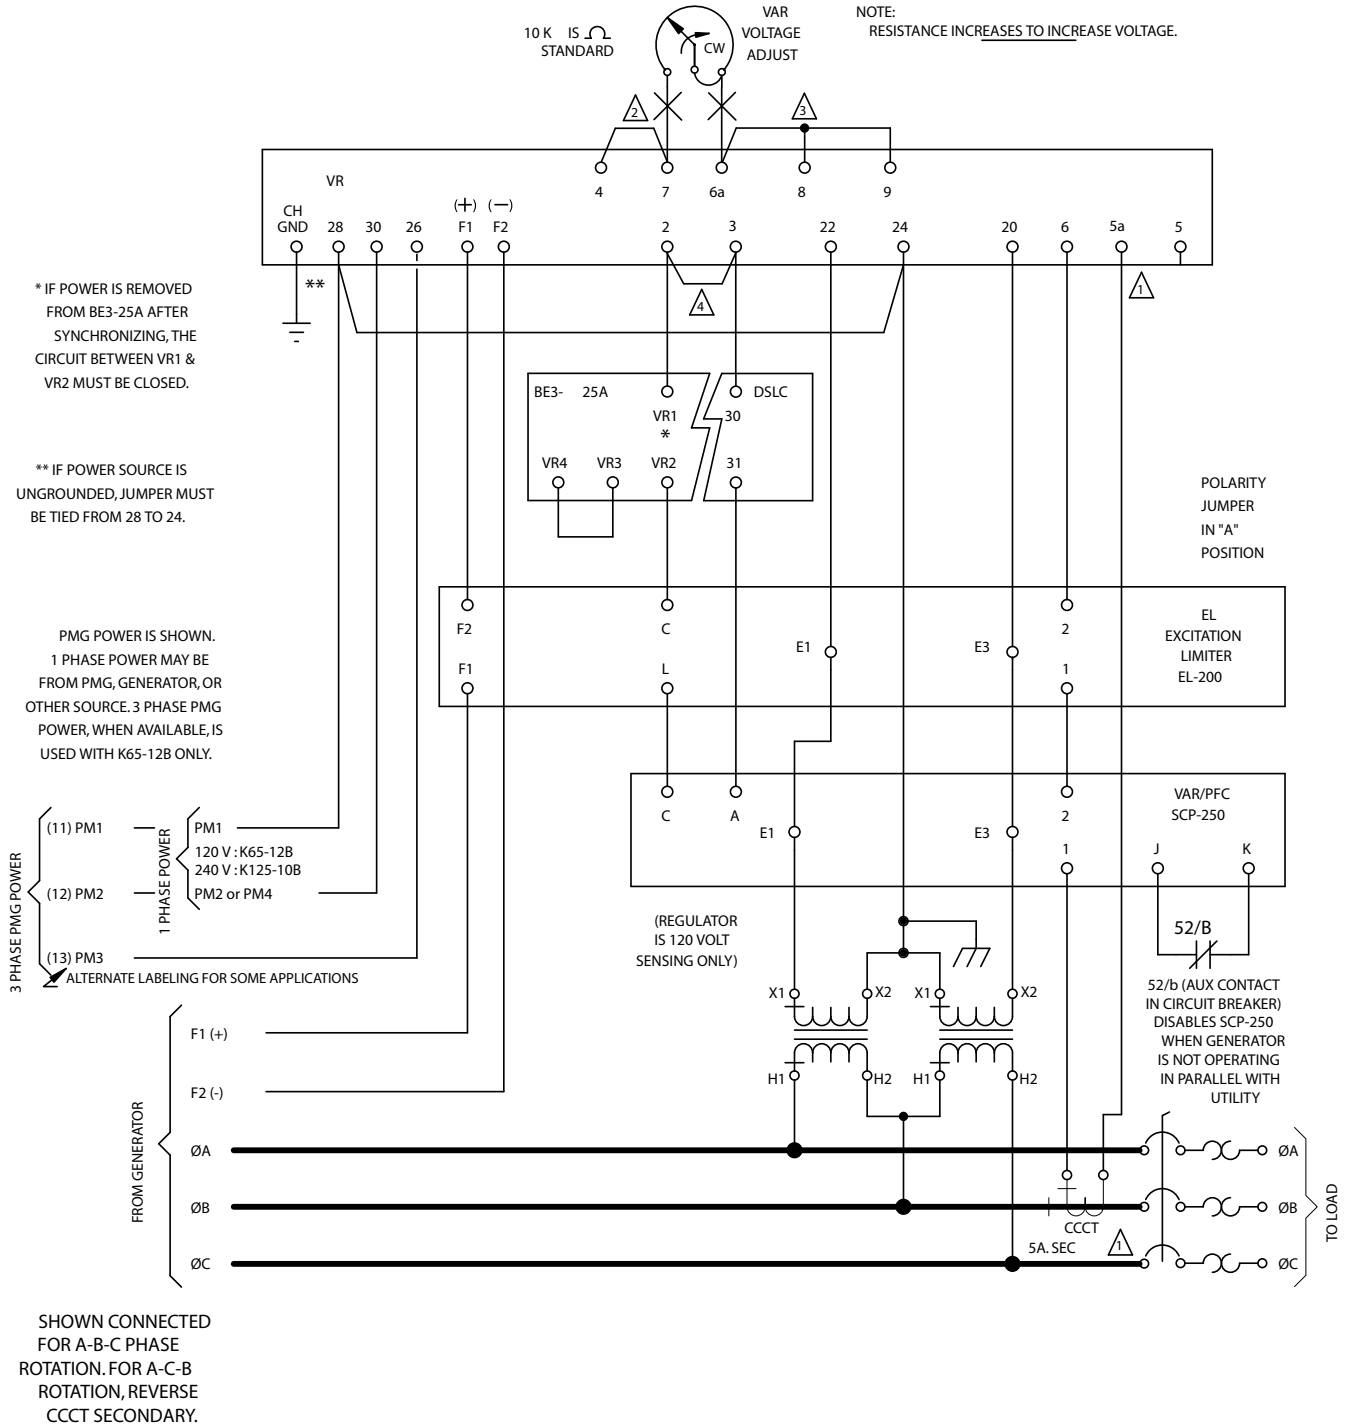 10 K IS Ω
STANDARD
VAR
VOLTAGE
ADJUST
CW
NOTE:
RESISTANCE INCREASES TO INCREASE VOLTAGE.
2
3
VR
4
7
6a
8
9
CH
GND
28
30
26
(+)
F1
(—)
F2
2
3
22
24
20
6
5a
5
**
4
1
* IF POWER IS REMOVED
FROM BE3-25A AFTER
SYNCHRONIZING, THE
CIRCUIT BETWEEN VR1 &
VR2 MUST BE CLOSED.
BE3- 25A
VR1
*
30
DSLC
VR4
VR3
VR2
31
** IF POWER SOURCE IS
UNGROUNDED, JUMPER MUST
BE TIED FROM 28 TO 24.
POLARITY
JUMPER
IN "A"
POSITION
F2
C
2
EL
EXCITATION
LIMITER
EL-200
E1
E3
F1
L
1
PMG POWER IS SHOWN.
1 PHASE POWER MAY BE
FROM PMG, GENERATOR, OR
OTHER SOURCE. 3 PHASE PMG
POWER, WHEN AVAILABLE, IS
USED WITH K65-12B ONLY.
C
A
E1
E3
2
1
VAR/PFC
SCP-250
J
K
3 PHASE PMG POWER
(11) PM1
(12) PM2
(13) PM3
1 PHASE POWER
PM1
120 V : K65-12B
240 V : K125-10B
PM2 or PM4
ALTERNATE LABELING FOR SOME APPLICATIONS
(REGULATOR
IS 120 VOLT
SENSING ONLY)
52/B
52/b (AUX CONTACT
IN CIRCUIT BREAKER)
DISABLES SCP-250
WHEN GENERATOR
IS NOT OPERATING
IN PARALLEL WITH
UTILITY
X1
X2
X1
X2
H1
H2
H1
H2
FROM GENERATOR
F1 (+)
F2 (-)
ØA
ØB
ØC
CCCT
5A. SEC
1
ØA
ØB
ØC
TO LOAD
SHOWN CONNECTED
FOR A-B-C PHASE
ROTATION. FOR A-C-B
ROTATION, REVERSE
CCCT SECONDARY.